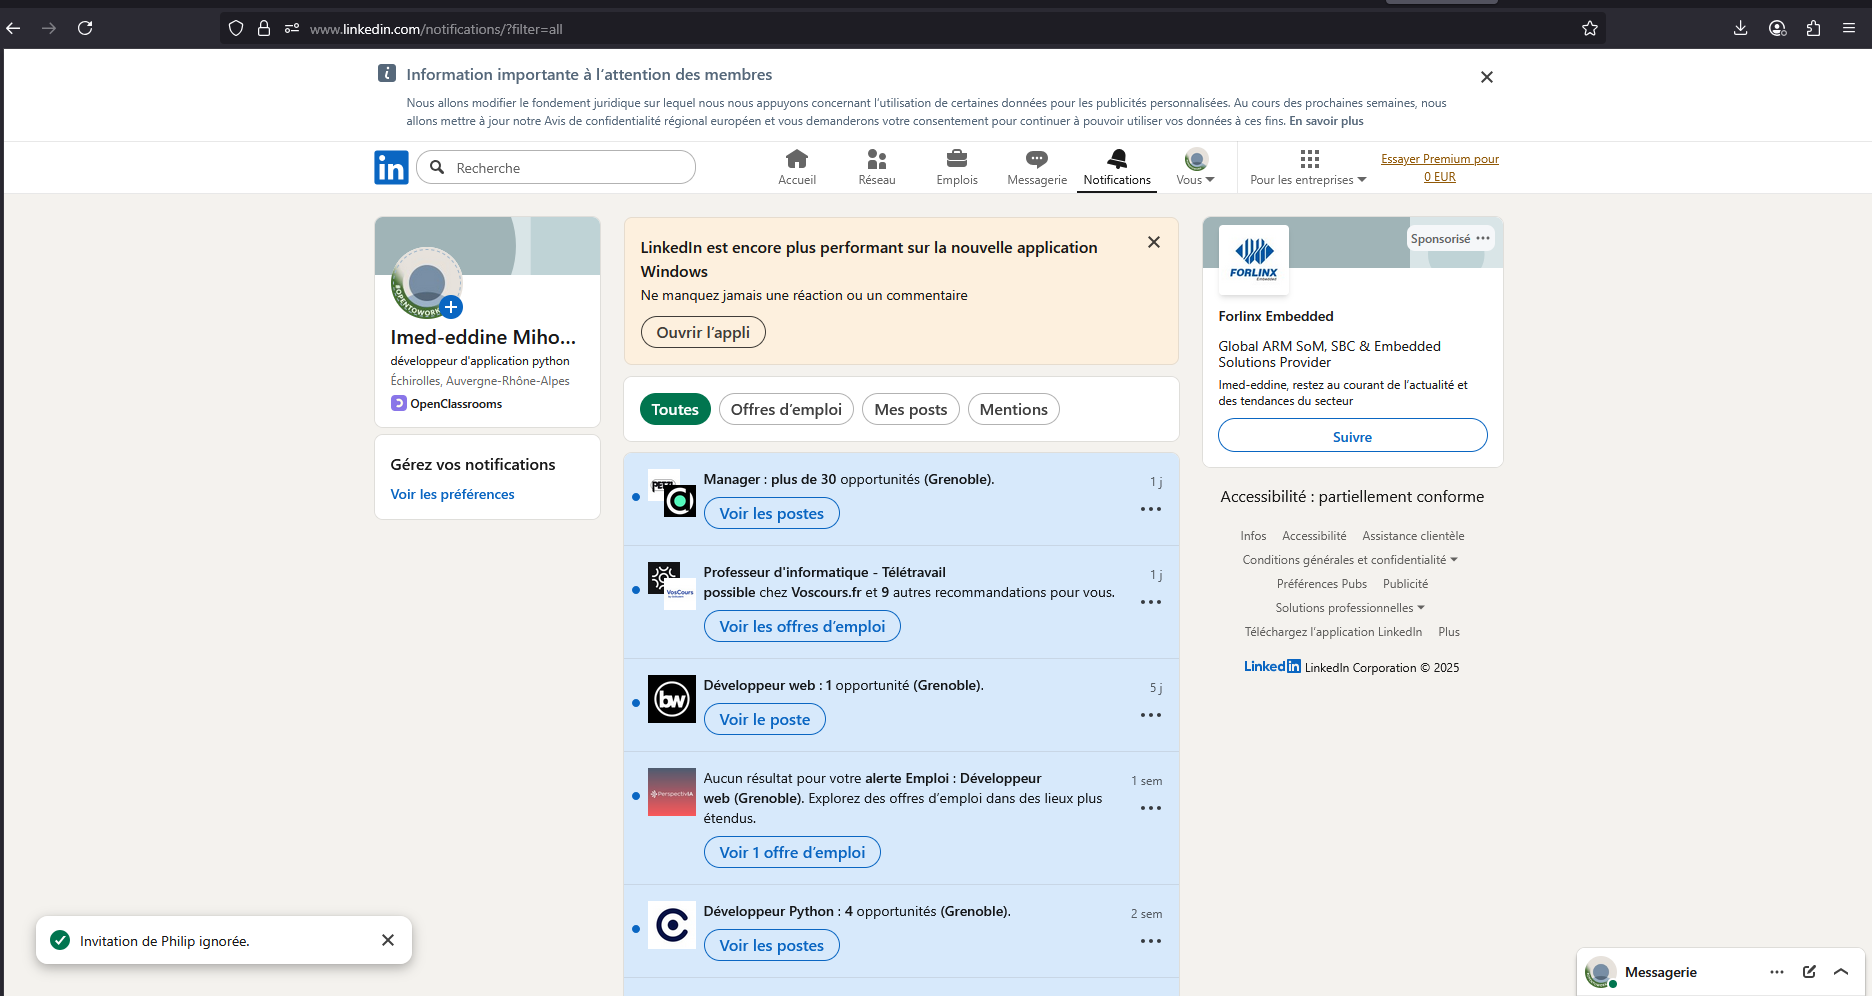 www.linkedin.com/notifications/?filter=all
Information importante à l’attention des membres
Nous allons modifier le fondement juridique sur lequel nous nous appuyons concernant l’utilisation de certaines données pour les publicités personnalisées. Au cours des prochaines semaines, nous
allons mettre à jour notre Avis de confidentialité régional européen et vous demanderons votre consentement pour continuer à pouvoir utiliser vos données à ces fins. En savoir plus
in
Recherche
Accueil
Réseau
Emplois
Messagerie
Notifications
Vous
Pour les entreprises
Essayer Premium pour
0 EUR
#OPENTOWORK
Imed-eddine Miho...
développeur d'application python
Échirolles, Auvergne-Rhône-Alpes
OpenClassrooms
Gérez vos notifications
Voir les préférences
LinkedIn est encore plus performant sur la nouvelle application
Windows
Ne manquez jamais une réaction ou un commentaire
Ouvrir l’appli
Toutes
Offres d’emploi
Mes posts
Mentions
Manager : plus de 30 opportunités (Grenoble).
1 j
Voir les postes
Professeur d'informatique - Télétravail
possible chez Voscours.fr et 9 autres recommandations pour vous.
1 j
VosCours
Voir les offres d’emploi
bw
Développeur web : 1 opportunité (Grenoble).
5 j
Voir le poste
PerspectivIA
Aucun résultat pour votre alerte Emploi : Développeur
web (Grenoble). Explorez des offres d’emploi dans des lieux plus
étendus.
1 sem
Voir 1 offre d’emploi
Développeur Python : 4 opportunités (Grenoble).
2 sem
Voir les postes
Sponsorisé
FORLINX
Forlinx Embedded
Global ARM SoM, SBC & Embedded
Solutions Provider
Imed-eddine, restez au courant de l’actualité et
des tendances du secteur
Suivre
Accessibilité : partiellement conforme
Infos Accessibilité Assistance clientèle
Conditions générales et confidentialité
Préférences Pubs Publicité
Solutions professionnelles
Téléchargez l’application LinkedIn Plus
LinkedIn LinkedIn Corporation © 2025
Invitation de Philip ignorée.
Messagerie